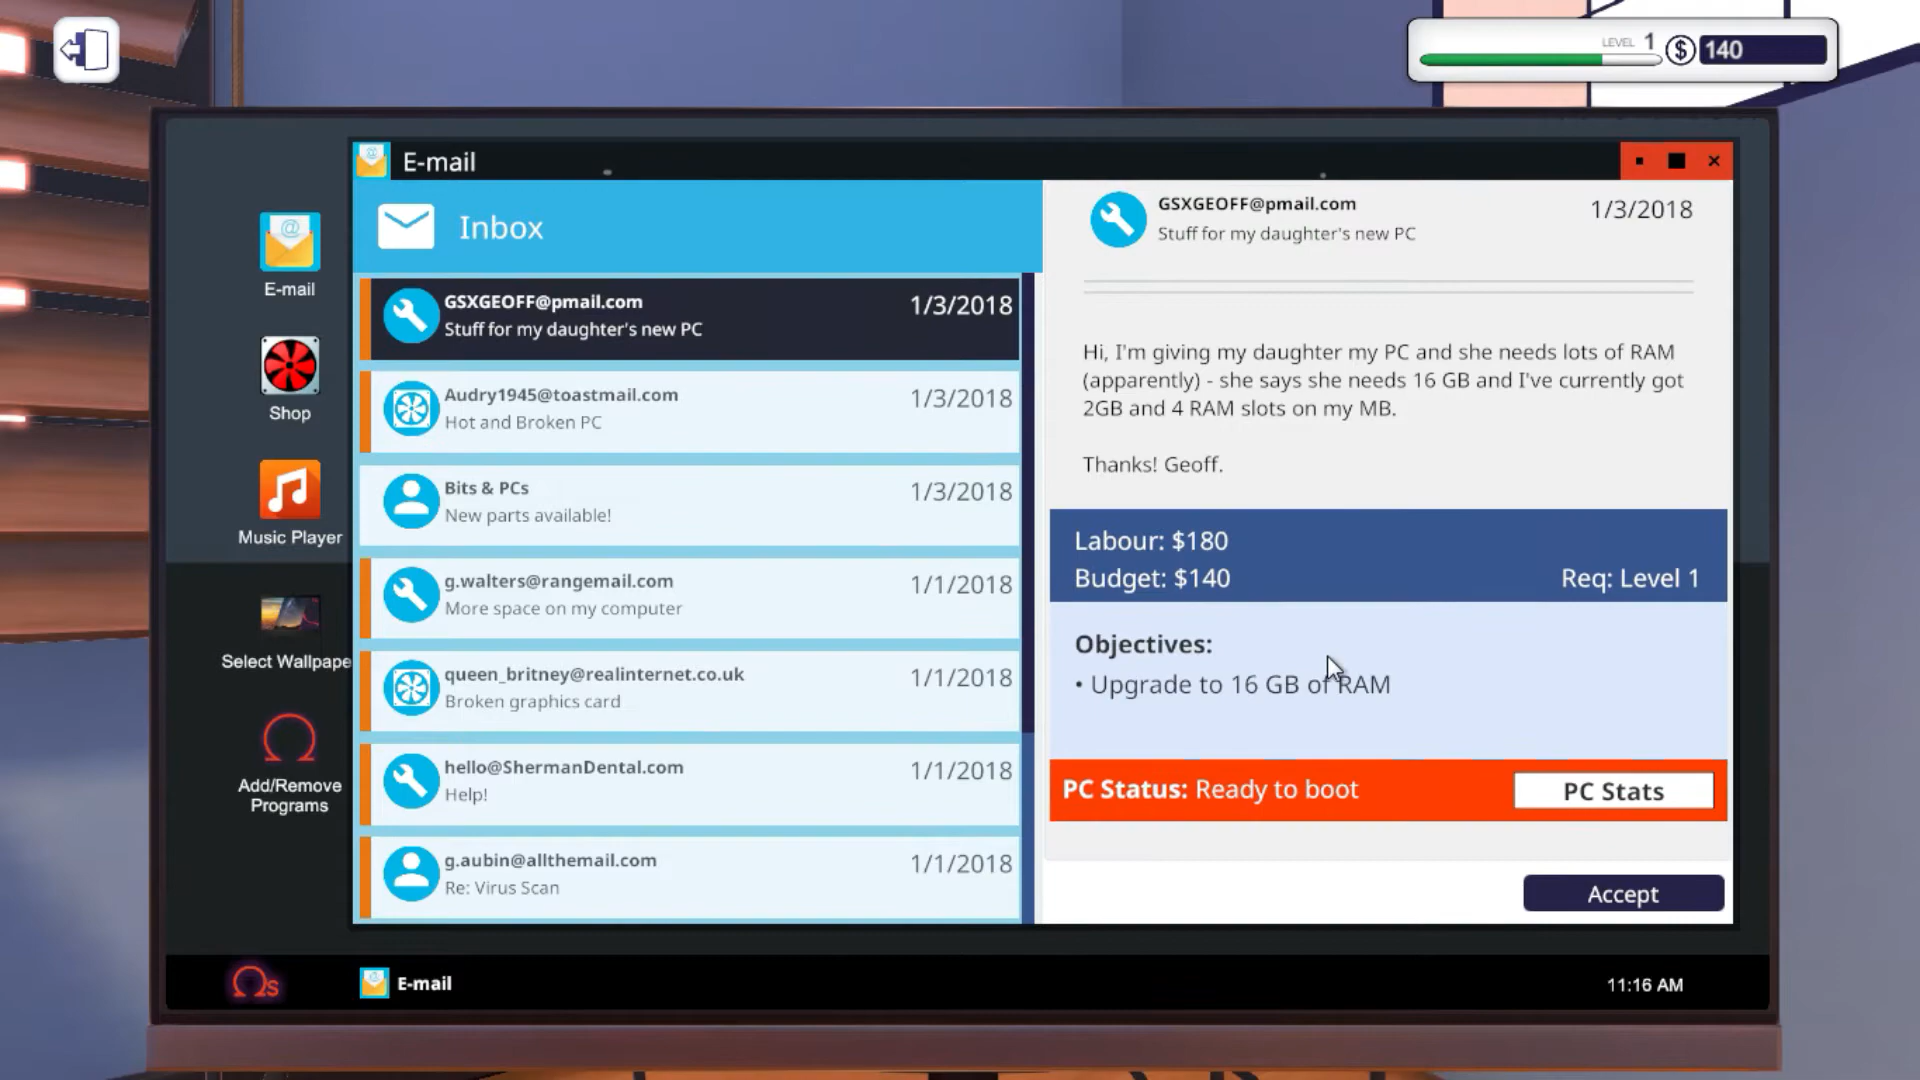 LEVEL 1
$ 140
E-mail
Inbox
GSXGEOFF@pmail.com
1/3/2018
Stuff for my daughter's new PC
Audry1945@toastmail.com
1/3/2018
Hot and Broken PC
Bits & PCs
1/3/2018
New parts available!
g.walters@rangemail.com
1/1/2018
More space on my computer
queen_britney@realinternet.co.uk
1/1/2018
Broken graphics card
hello@ShermanDental.com
1/1/2018
Help!
g.aubin@allthemail.com
1/1/2018
Re: Virus Scan
GSXGEOFF@pmail.com
1/3/2018
Stuff for my daughter's new PC
Hi, I'm giving my daughter my PC and she needs lots of RAM
(apparently) - she says she needs 16 GB and I've currently got
2GB and 4 RAM slots on my MB.
Thanks! Geoff.
Labour: $180
Budget: $140
Req: Level 1
Objectives:
• Upgrade to 16 GB of RAM
PC Status: Ready to boot
PC Stats
Accept
E-mail
Shop
Music Player
Select Wallpape
Add/Remove
Programs
Ωs
E-mail
11:16 AM